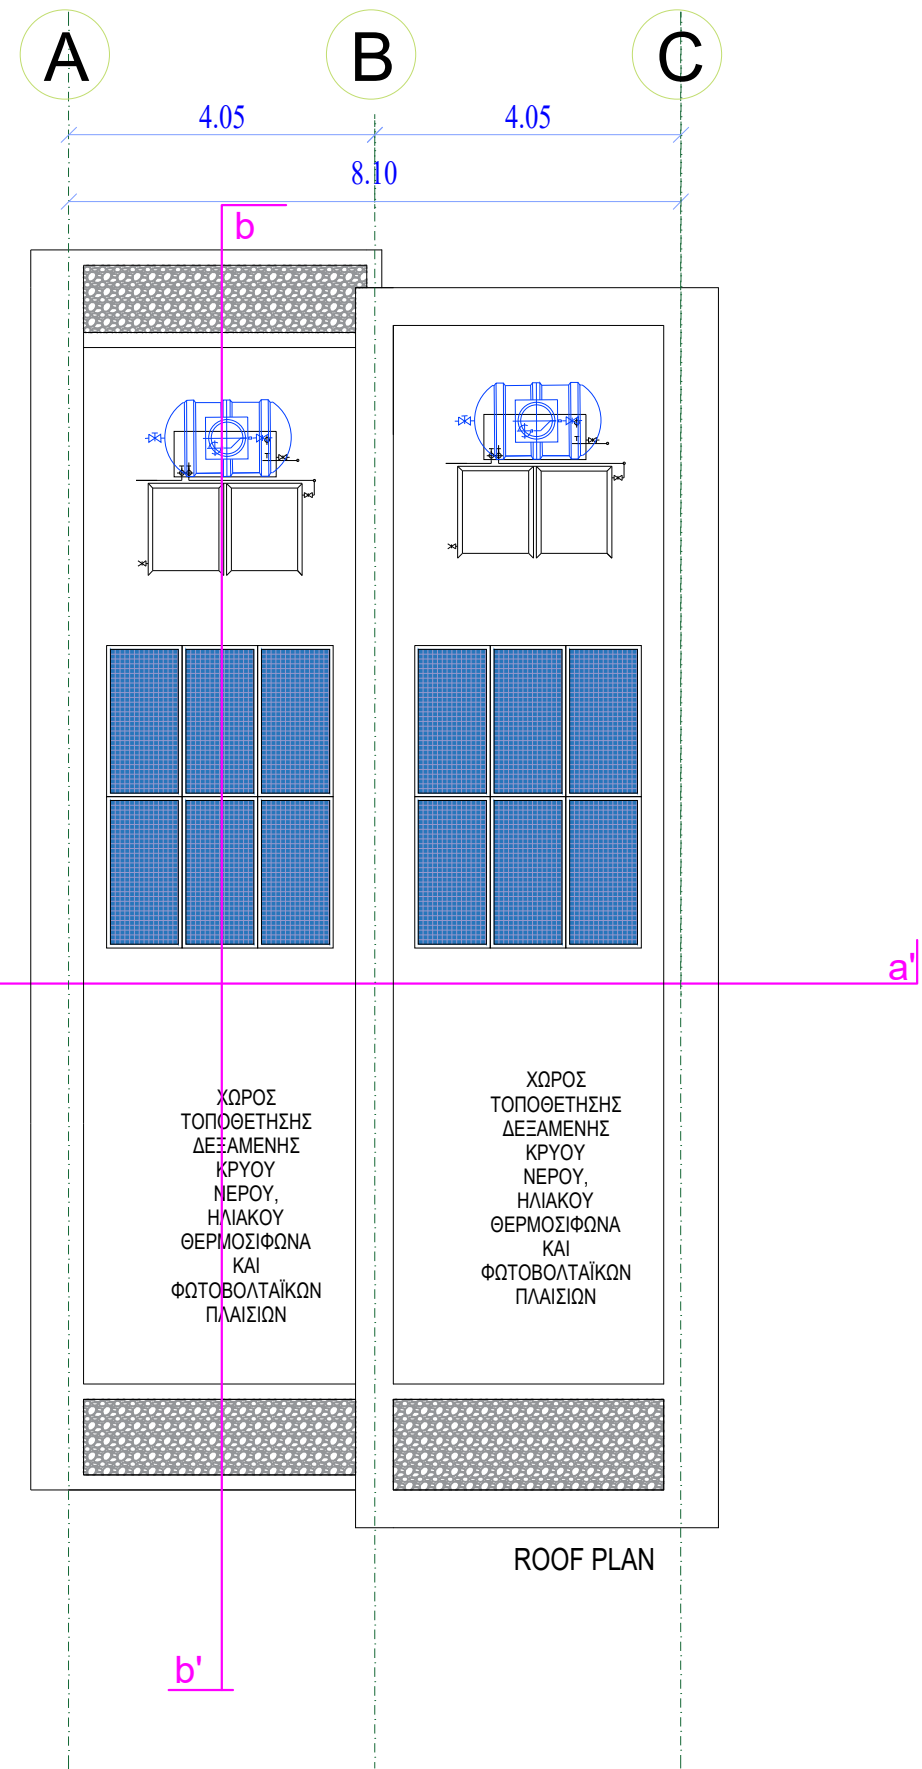 A
B
C
4.05
4.05
8.10
b
a'
ΧΩΡΟΣ
ΤΟΠΟΘΕΤΗΣΗΣ
ΔΕΞΑΜΕΝΗΣ
ΚΡΥΟΥ
ΝΕΡΟΥ,
ΗΛΙΑΚΟΥ
ΘΕΡΜΟΣΙΦΩΝΑ
ΚΑΙ
ΦΩΤΟΒΟΛΤΑΪΚΩΝ
ΠΛΑΙΣΙΩΝ
ΧΩΡΟΣ
ΤΟΠΟΘΕΤΗΣΗΣ
ΔΕΞΑΜΕΝΗΣ
ΚΡΥΟΥ
ΝΕΡΟΥ,
ΗΛΙΑΚΟΥ
ΘΕΡΜΟΣΙΦΩΝΑ
ΚΑΙ
ΦΩΤΟΒΟΛΤΑΪΚΩΝ
ΠΛΑΙΣΙΩΝ
ROOF PLAN
b'